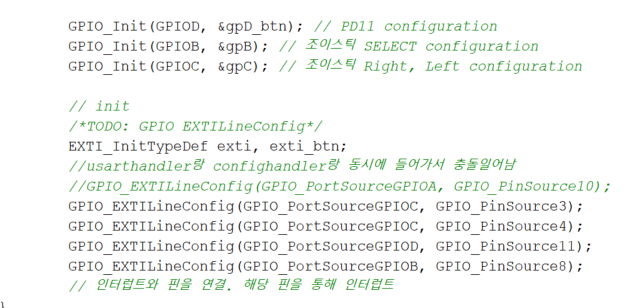 GPIO_Init(GPIOD, &gpD_btn); // PD11 configuration
GPIO_Init(GPIOB, &gpB); // 조이스틱 SELECT configuration
GPIO_Init(GPIOC, &gpC); // 조이스틱 Right, Left configuration
// init
/*TODO: GPIO EXTILineConfig*/
EXTI_InitTypeDef exti, exti_btn;
//usarthandler랑 confighandler랑 동시에 들어가서 충돌일어남
//GPIO_EXTILineConfig(GPIO_PortSourceGPIOA, GPIO_PinSource10);
GPIO_EXTILineConfig(GPIO_PortSourceGPIOC, GPIO_PinSource3);
GPIO_EXTILineConfig(GPIO_PortSourceGPIOC, GPIO_PinSource4);
GPIO_EXTILineConfig(GPIO_PortSourceGPIOD, GPIO_PinSource11);
GPIO_EXTILineConfig(GPIO_PortSourceGPIOB, GPIO_PinSource8);
// 인터럽트와 핀을 연결. 해당 핀을 통해 인터럽트